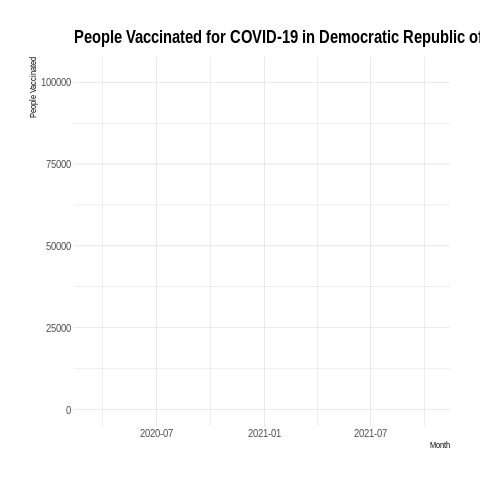 People Vaccinated for COVID-19 in Democratic Republic of
People Vaccinated
100000
75000
50000
25000
0
2020-07 2021-01 2021-07
Month